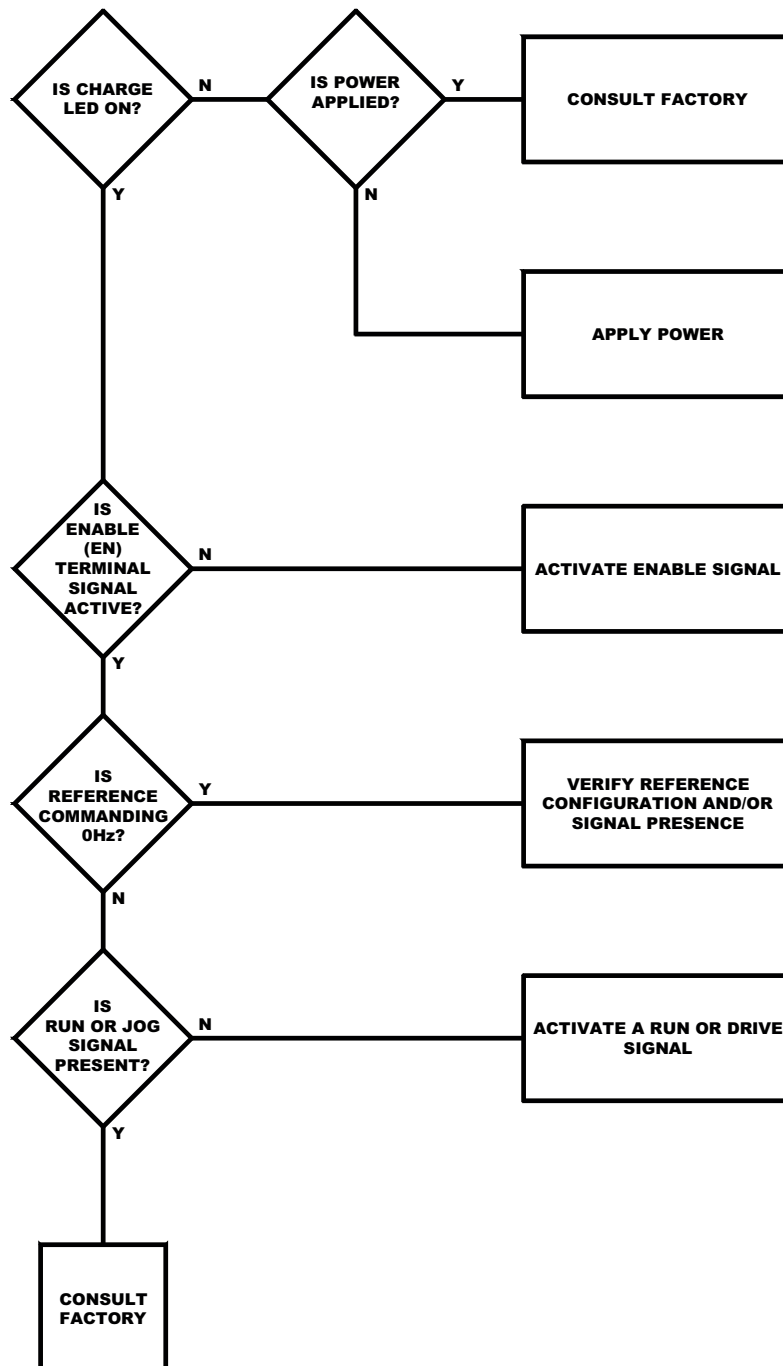 IS CHARGE
LED ON?
N
IS POWER
APPLIED?
Y
CONSULT FACTORY
Y
N
APPLY POWER
IS
ENABLE
(EN)
TERMINAL
SIGNAL
ACTIVE?
N
ACTIVATE ENABLE SIGNAL
Y
IS
REFERENCE
COMMANDING
0Hz?
Y
VERIFY REFERENCE
CONFIGURATION AND/OR
SIGNAL PRESENCE
N
IS
RUN OR JOG
SIGNAL
PRESENT?
N
ACTIVATE A RUN OR DRIVE
SIGNAL
Y
CONSULT
FACTORY